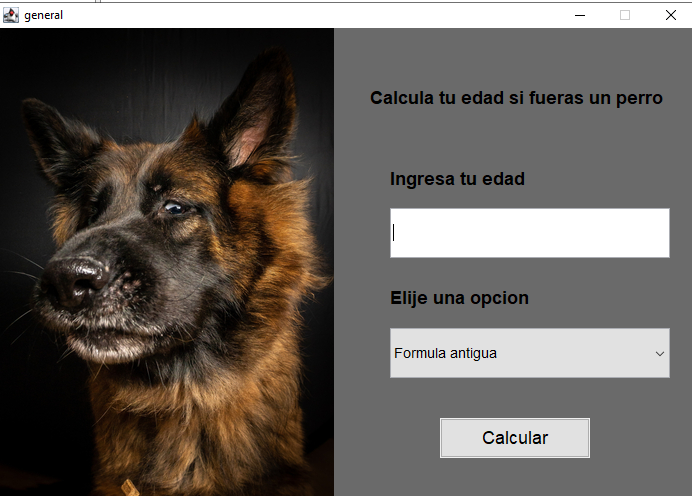 general
Calcula tu edad si fueras un perro
Ingresa tu edad
Elije una opcion
Formula antigua
Calcular